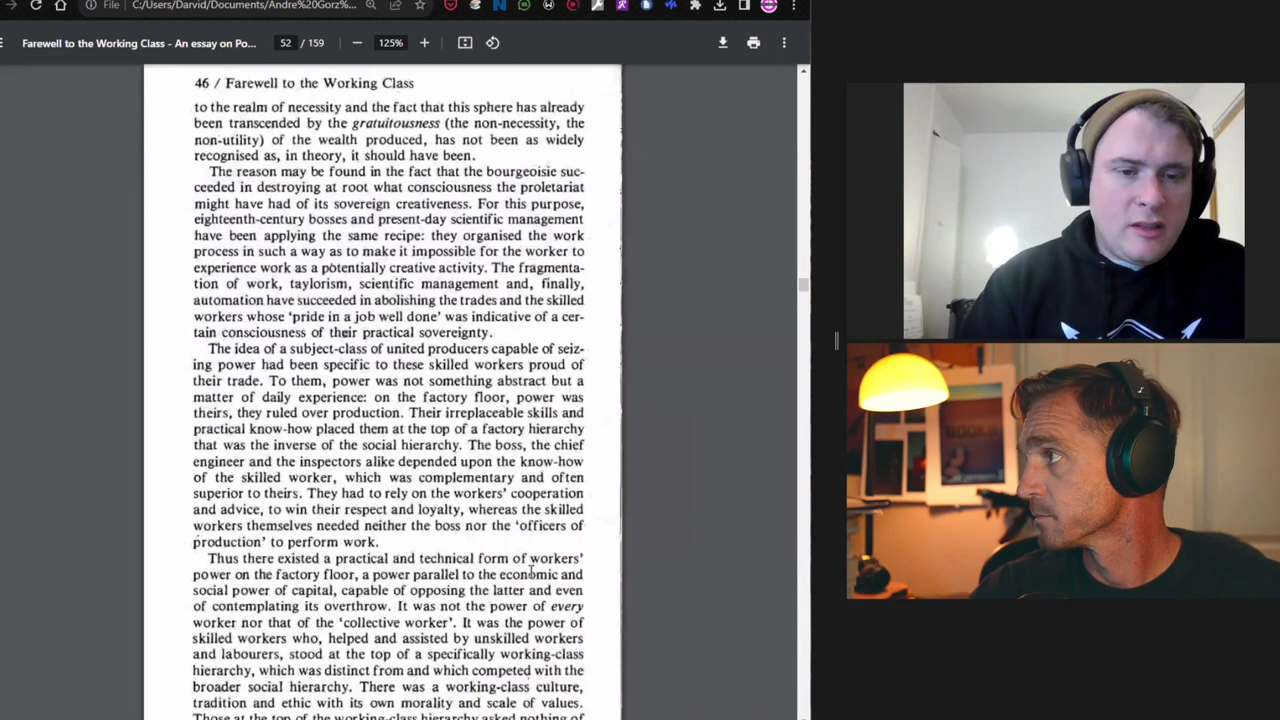 File
C:/Users/Darvid/Documents/Andre%20Gorz%...
Farewell to the Working Class - An essay on Po...
52 / 159
125%
46 / Farewell to the Working Class
to the realm of necessity and the fact that this sphere has already
been transcended by the gratuitousness (the non-necessity, the
non-utility) of the wealth produced, has not been as widely
recognised as, in theory, it should have been.
The reason may be found in the fact that the bourgeoisie suc-
ceeded in destroying at root what consciousness the proletariat
might have had of its sovereign creativeness. For this purpose,
eighteenth-century bosses and present-day scientific management
have been applying the same recipe: they organised the work
process in such a way as to make it impossible for the worker to
experience work as a potentially creative activity. The fragmenta-
tion of work, taylorism, scientific management and, finally,
automation have succeeded in abolishing the trades and the skilled
workers whose 'pride in a job well done' was indicative of a cer-
tain consciousness of their practical sovereignty.
The idea of a subject-class of united producers capable of seiz-
ing power had been specific to these skilled workers proud of
their trade. To them, power was not something abstract but a
matter of daily experience: on the factory floor, power was
theirs, they ruled over production. Their irreplaceable skills and
practical know-how placed them at the top of a factory hierarchy
that was the inverse of the social hierarchy. The boss, the chief
engineer and the inspectors alike depended upon the know-how
of the skilled worker, which was complementary and often
superior to theirs. They had to rely on the workers' cooperation
and advice, to win their respect and loyalty, whereas the skilled
workers themselves needed neither the boss nor the 'officers of
production' to perform work.
Thus there existed a practical and technical form of workers'
power on the factory floor, a power parallel to the economic and
social power of capital, capable of opposing the latter and even
of contemplating its overthrow. It was not the power of every
worker nor that of the 'collective worker'. It was the power of
skilled workers who, helped and assisted by unskilled workers
and labourers, stood at the top of a specifically working-class
hierarchy, which was distinct from and which competed with the
broader social hierarchy. There was a working-class culture,
tradition and ethic with its own morality and scale of values.
Those at the top of the working-class hierarchy asked nothing of